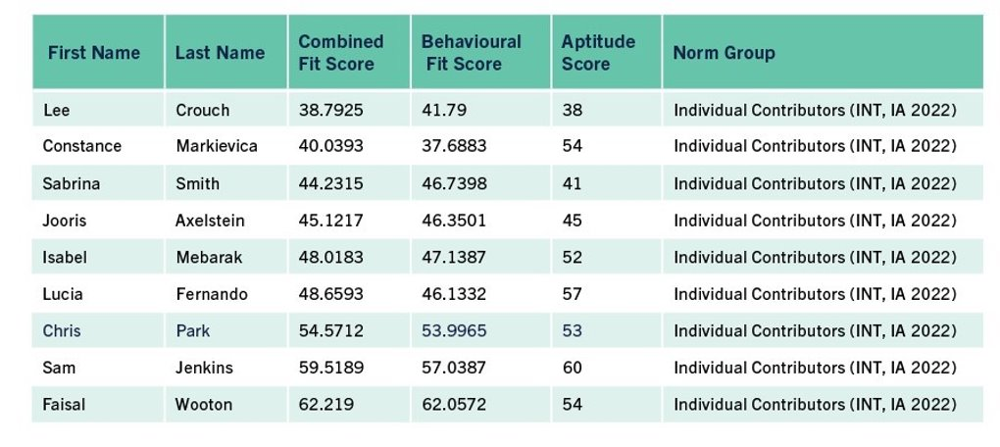 First Name Last Name Combined Fit Score Behavioural Fit Score Aptitude Score Norm Group
Lee Crouch 38.7925 41.79 38 Individual Contributors (INT, IA 2022)
Constance Markievica 40.0393 37.6883 54 Individual Contributors (INT, IA 2022)
Sabrina Smith 44.2315 46.7398 41 Individual Contributors (INT, IA 2022)
Jooris Axelstein 45.1217 46.3501 45 Individual Contributors (INT, IA 2022)
Isabel Mebarak 48.0183 47.1387 52 Individual Contributors (INT, IA 2022)
Lucia Fernando 48.6593 46.1332 57 Individual Contributors (INT, IA 2022)
Chris Park 54.5712 53.9965 53 Individual Contributors (INT, IA 2022)
Sam Jenkins 59.5189 57.0387 60 Individual Contributors (INT, IA 2022)
Faisal Wooton 62.219 62.0572 54 Individual Contributors (INT, IA 2022)